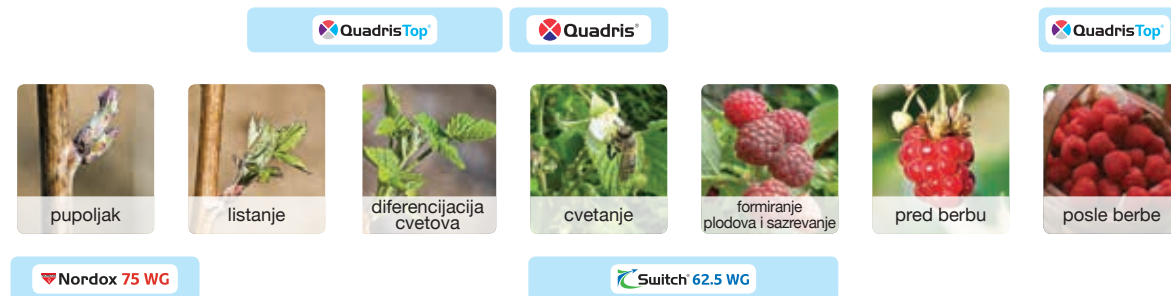 QuadrisTop®
Quadris®
QuadrisTop®
pupoljak
listanje
diferencijacija
cvetova
cvetanje
formiranje
plodova i sazrevanje
pred berbu
posle berbe
Nordox 75 WG
Switch® 62.5 WG